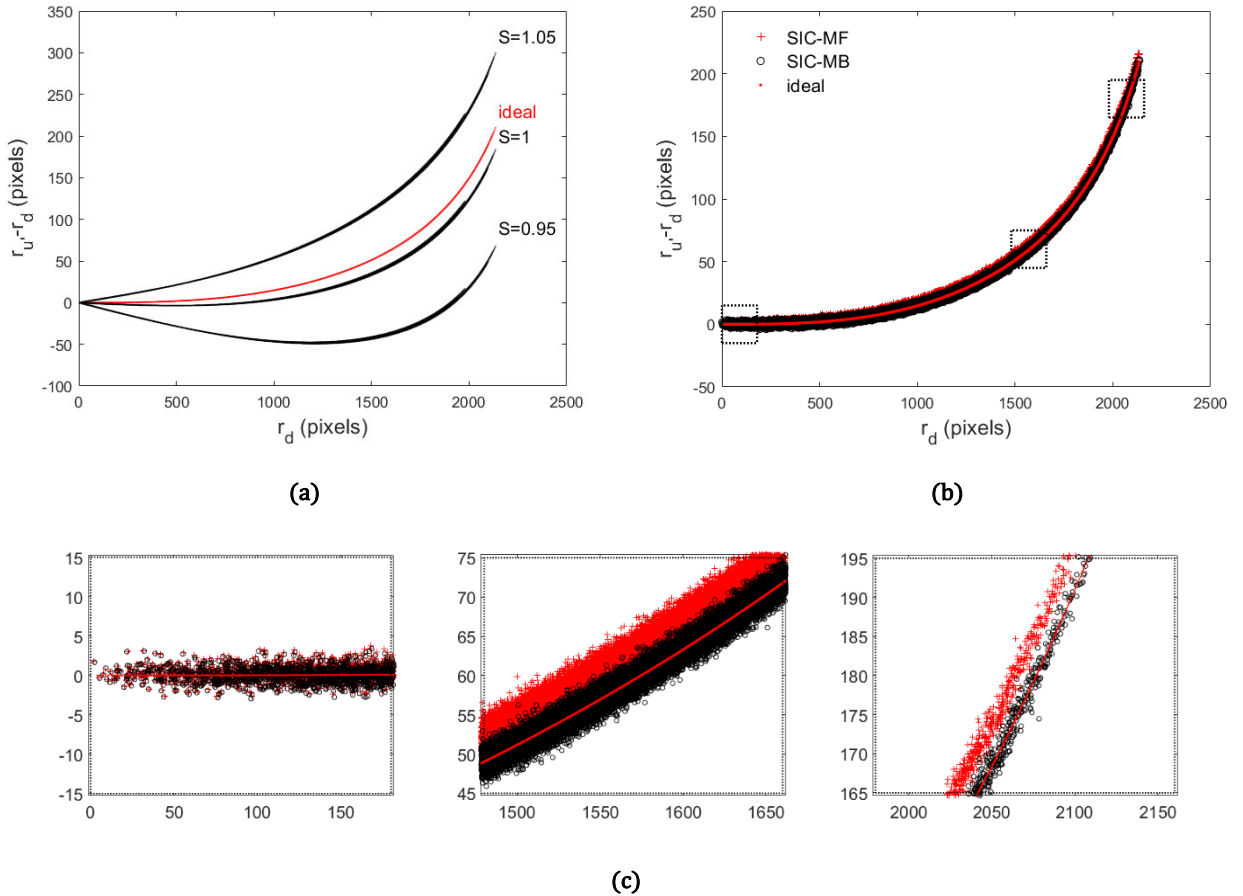 350
300
250
200
150
100
50
0
-50
-100
0 500 1000 1500 2000 2500
r_u'-r_d (pixels)
r_d (pixels)
S=1.05
ideal
S=1
S=0.95
(a)
250
200
150
100
50
0
-50
0 500 1000 1500 2000 2500
r_u'-r_d (pixels)
r_d (pixels)
SIC-MF
SIC-MB
ideal
(b)
15
10
5
0
-5
-10
-15
0 50 100 150
75
70
65
60
55
50
45
1500 1550 1600 1650
195
190
185
180
175
170
165
2000 2050 2100 2150
(c)